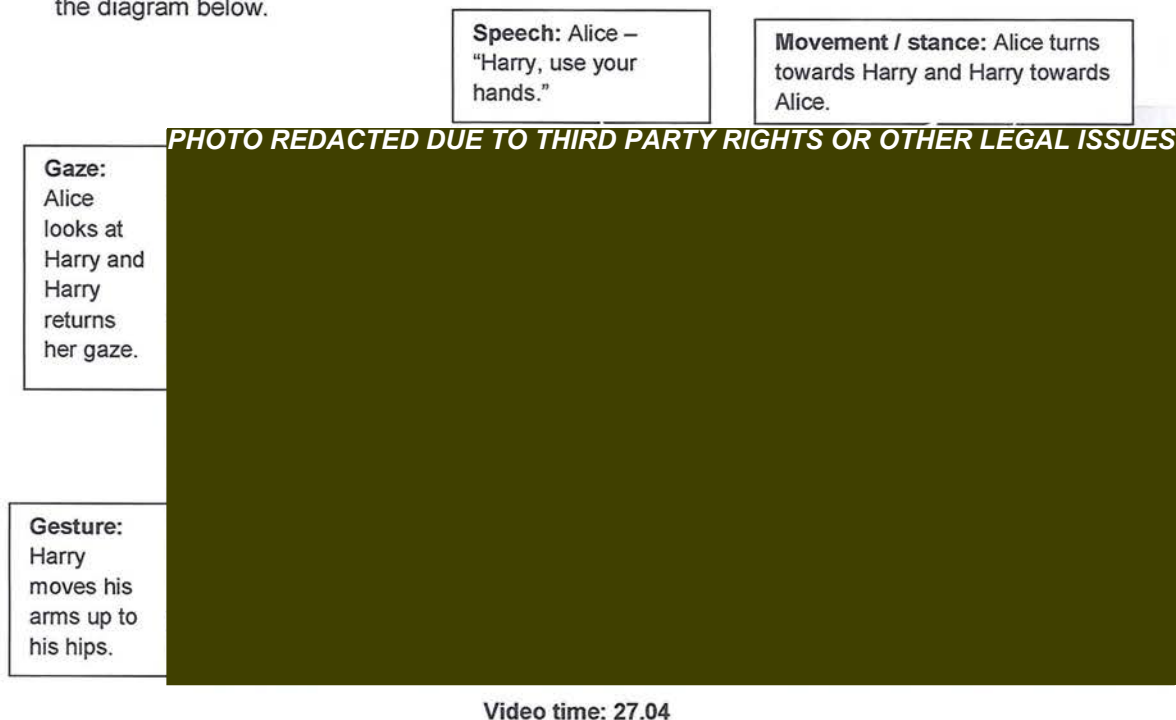 the diagram below.
Speech: Alice –
"Harry, use your
hands."
Movement / stance: Alice turns
towards Harry and Harry towards
Alice.
PHOTO REDACTED DUE TO THIRD PARTY RIGHTS OR OTHER LEGAL ISSUES
Gaze:
Alice
looks at
Harry and
Harry
returns
her gaze.
Gesture:
Harry
moves his
arms up to
his hips.
Video time: 27.04